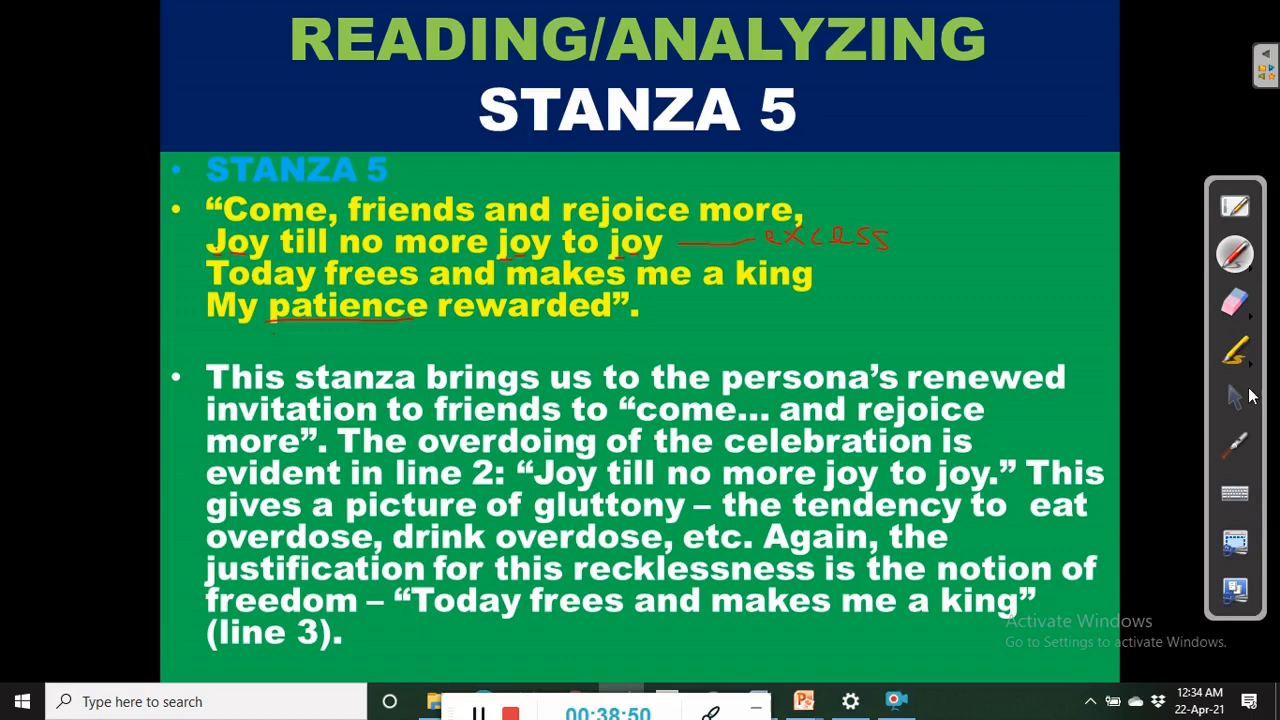 READING/ANALYZING
STANZA 5
• STANZA 5
• “Come, friends and rejoice more,
Joy till no more joy to joy excess
Today frees and makes me a king
My patience rewarded”.
• This stanza brings us to the persona’s renewed
invitation to friends to “come... and rejoice
more”. The overdoing of the celebration is
evident in line 2: “Joy till no more joy to joy.” This
gives a picture of gluttony – the tendency to eat
overdose, drink overdose, etc. Again, the
justification for this recklessness is the notion of
freedom – “Today frees and makes me a king”
(line 3).
Activate Windows
Go to Settings to activate Windows.
Type here to search
00:38:50
12:34 AM
22-Apr-21